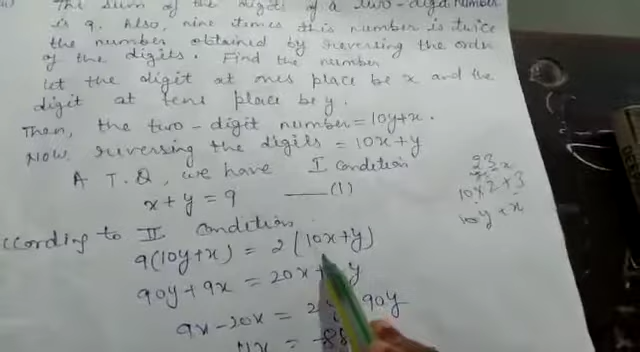 The sum of the digits of a two-digit number
is 9. Also, nine times this number is twice
the number obtained by reversing the order
of the digits. Find the number
let the digit at ones place be x and the
digit at tens place be y.
Then, the two-digit number = 10y+x.
Now reversing the digits = 10x+y
A T.Q, we have I condition
x+y = 9 —— (1)
ccording to II condition
9(10y+x) = 2(10x+y)
90y+9x = 20x+ y
9x-20x = 2 90y
11x = -88
23 x
10×2+3
10y+x